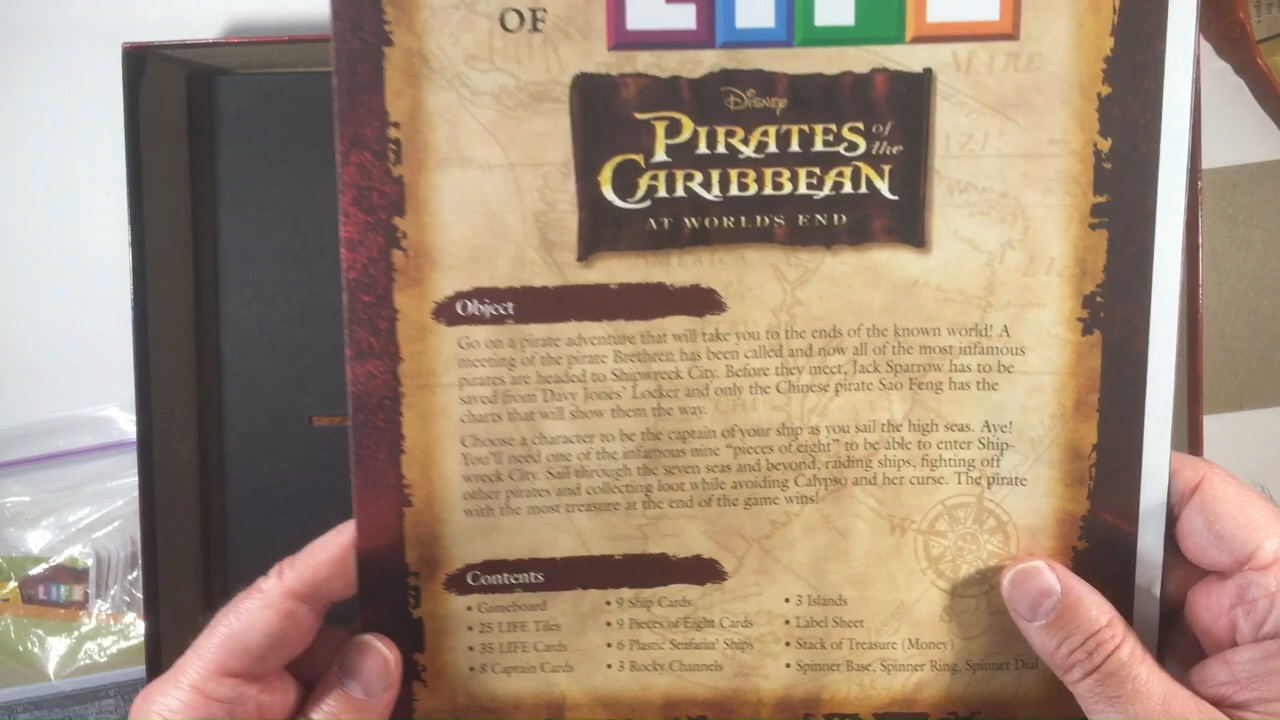 OF
LIFE
Disney
PIRATES of the
CARIBBEAN
AT WORLD'S END
Object
Go on a pirate adventure that will take you to the ends of the known world! A
meeting of the pirate Brethren has been called and now all of the most infamous
pirates are headed to Shipwreck City. Before they meet, Jack Sparrow has to be
saved from Davy Jones' Locker and only the Chinese pirate Sao Feng has the
charts that will show them the way.
Choose a character to be the captain of your ship as you sail the high seas. Aye!
You'll need one of the infamous nine "pieces of eight" to be able to enter Ship-
wreck City. Sail through the seven seas and beyond, raiding ships, fighting off
other pirates and collecting loot while avoiding Calypso and her curse. The pirate
with the most treasure at the end of the game wins!
Contents
• Gameboard
• 25 LIFE Tiles
• 35 LIFE Cards
• 8 Captain Cards
• 9 Ship Cards
• 9 Pieces of Eight Cards
• 6 Plastic Seafarin' Ships
• 3 Rocky Channels
• 3 Islands
• Label Sheet
• Stack of Treasure (Money)
• Spinner Base, Spinner Ring, Spinner Dial
LIFE